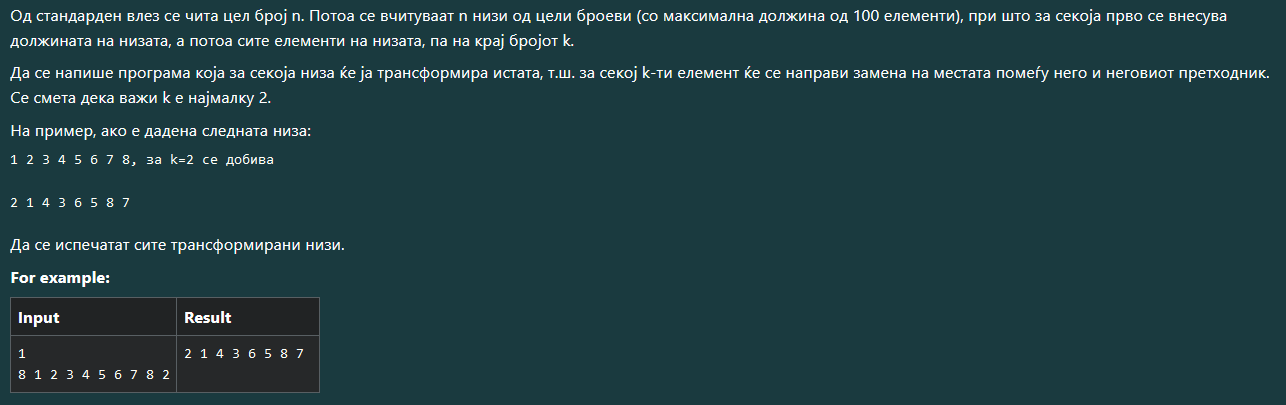 Од стандарден влез се чита цел број n. Потоа се вчитуваат n низи од цели броеви (со максимална должина од 100 елементи), при што за секоја прво се внесува
должината на низата, а потоа сите елементи на низата, па на крај бројот k.
Да се напише програма која за секоја низа ќе ја трансформира истата, т.ш. за секој k-ти елемент ќе се направи замена на местата помеѓу него и неговиот претходник.
Се смета дека важи k е најмалку 2.
На пример, ако е дадена следната низа:
1 2 3 4 5 6 7 8, за k=2 се добива
2 1 4 3 6 5 8 7
Да се испечатат сите трансформирани низи.
For example:
Input Result
1 2 1 4 3 6 5 8 7
8 1 2 3 4 5 6 7 8 2